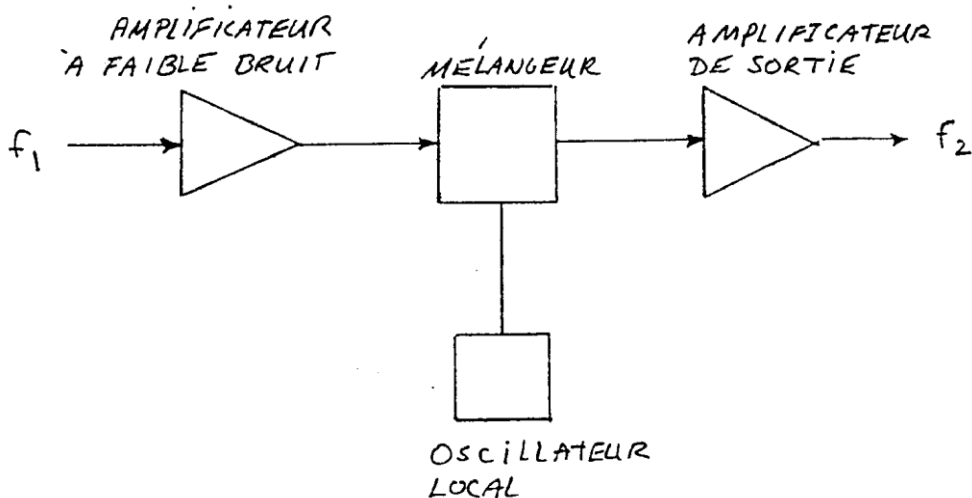 AMPLIFICATEUR
À FAIBLE BRUIT
MÉLANGEUR
AMPLIFICATEUR
DE SORTIE
f₁
f₂
OSCILLATEUR
LOCAL